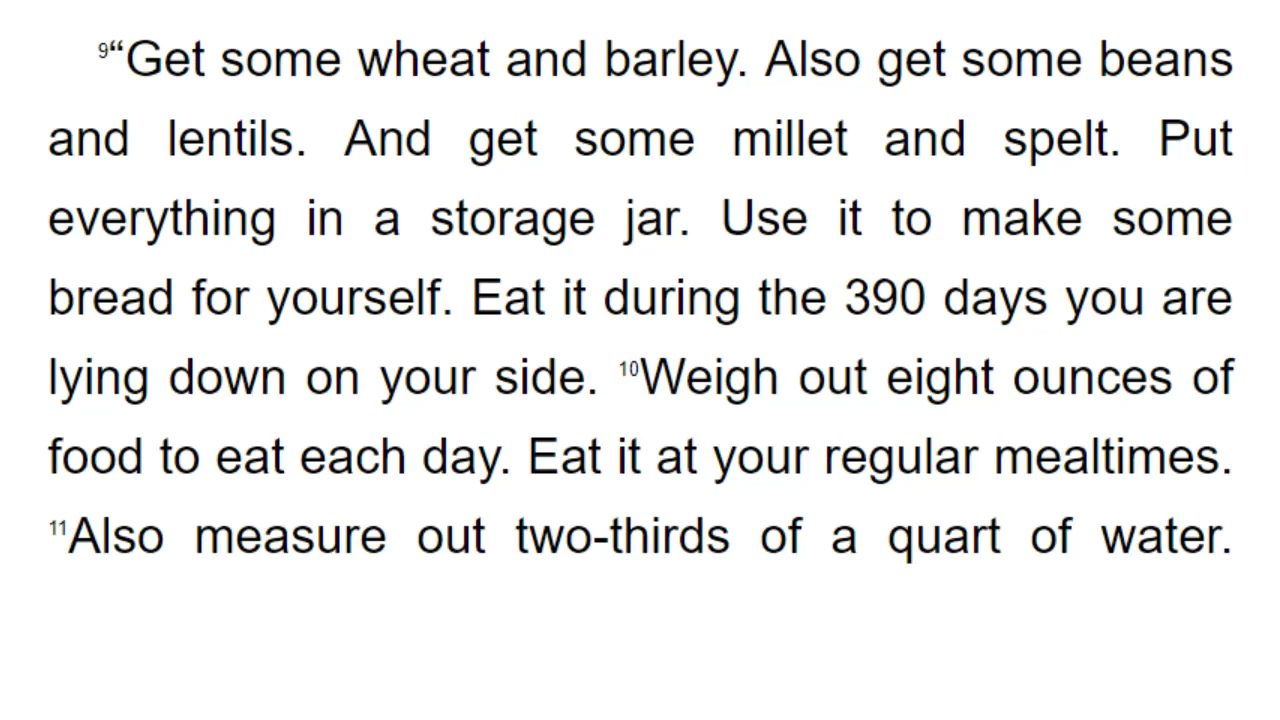 9“Get some wheat and barley. Also get some beans
and lentils. And get some millet and spelt. Put
everything in a storage jar. Use it to make some
bread for yourself. Eat it during the 390 days you are
lying down on your side. 10Weigh out eight ounces of
food to eat each day. Eat it at your regular mealtimes.
11Also measure out two-thirds of a quart of water.